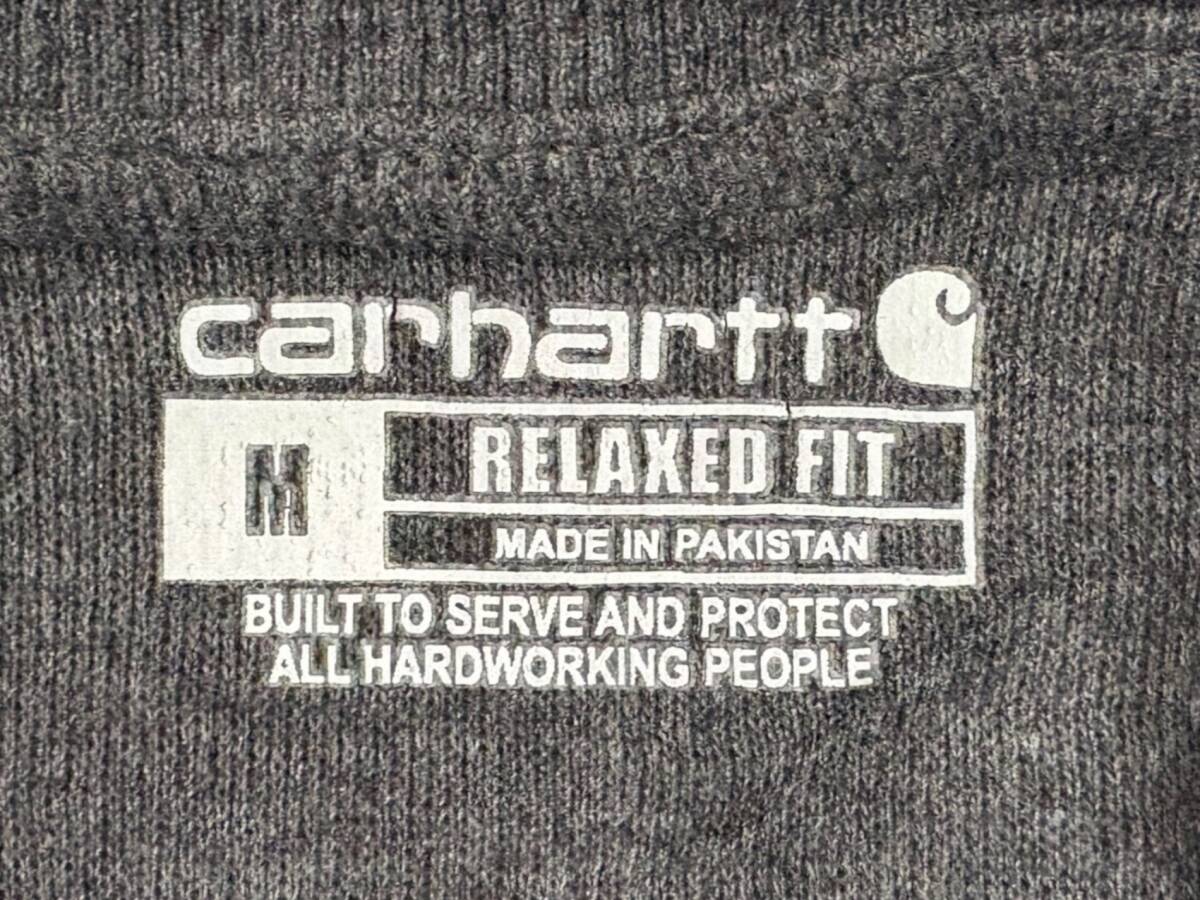 carhartt
M
RELAXED FIT
MADE IN PAKISTAN
BUILT TO SERVE AND PROTECT
ALL HARDWORKING PEOPLE